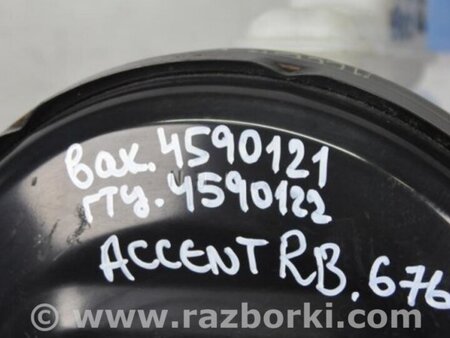 вак. 4590121
гтц. 4590122
ACCENT RB. 676
© www.razborki.com